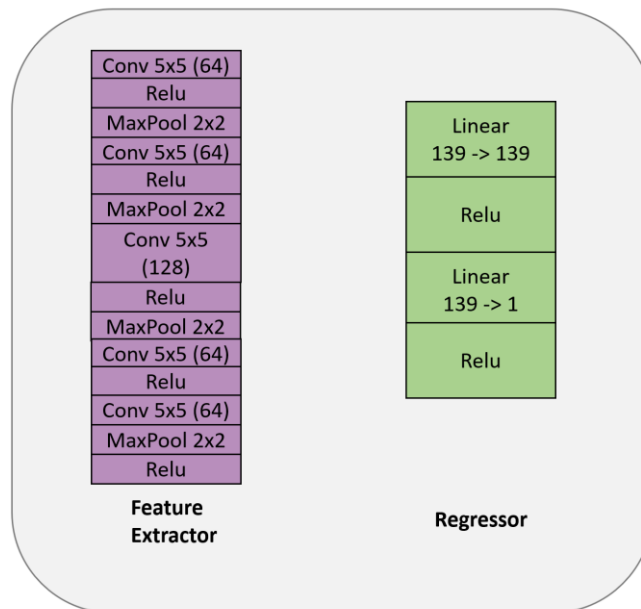 Conv 5x5 (64)
Relu
MaxPool 2x2
Conv 5x5 (64)
Relu
MaxPool 2x2
Conv 5x5
(128)
Relu
MaxPool 2x2
Conv 5x5 (64)
Relu
Conv 5x5 (64)
MaxPool 2x2
Relu
Feature
Extractor
Linear
139 -> 139
Relu
Linear
139 -> 1
Relu
Regressor